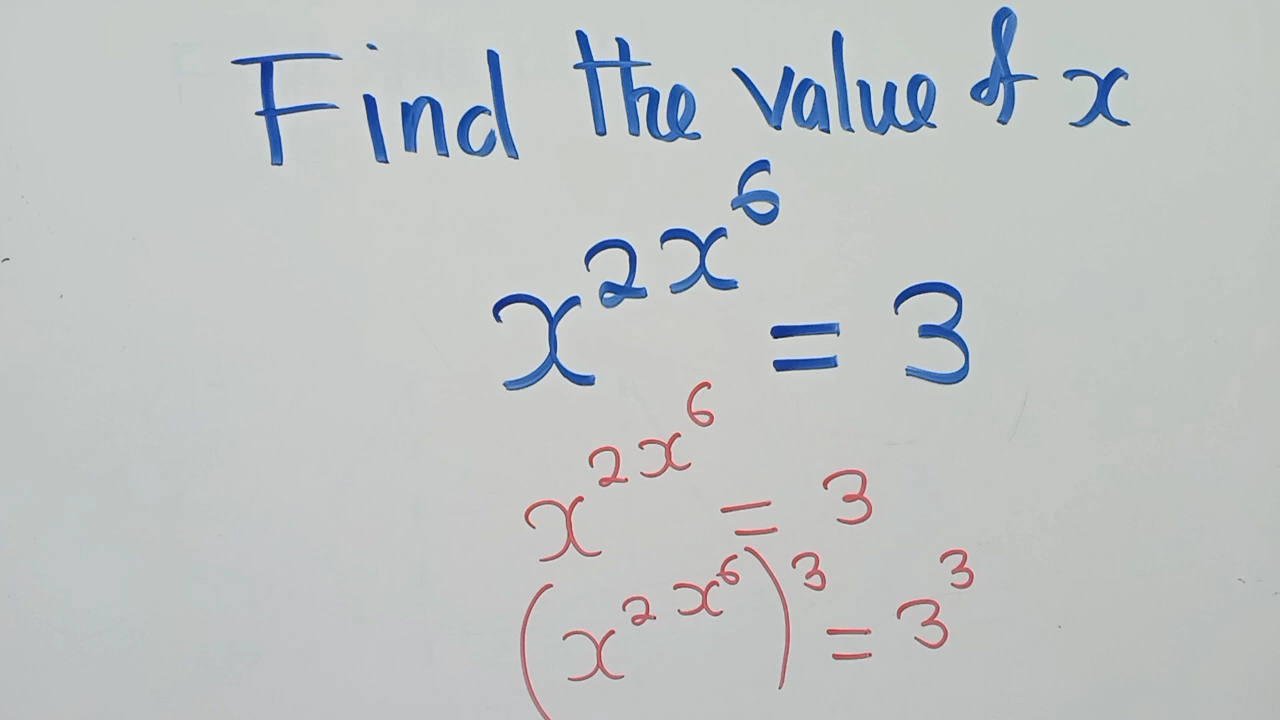 Find the value of x
x^{2x^{6}} = 3
x^{2x^{6}} = 3
(x^{2x^{6}})^{3} = 3^{3}